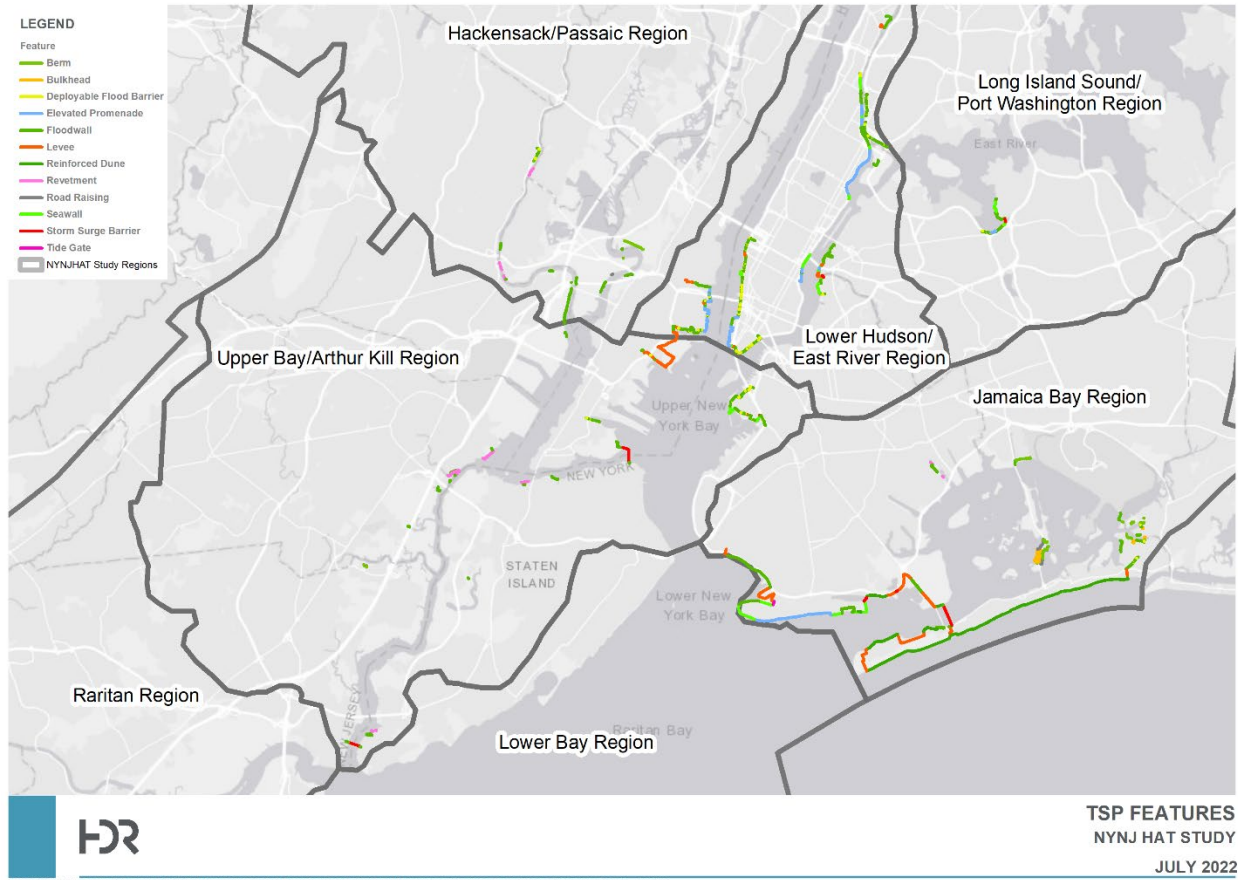 LEGEND
Feature
Berm
Bulkhead
Deployable Flood Barrier
Elevated Promenade
Floodwall
Levee
Reinforced Dune
Revetment
Road Raising
Seawall
Storm Surge Barrier
Tide Gate
NYNJHAT Study Regions
Hackensack/Passaic Region
Long Island Sound/
Port Washington Region
East River
Upper Bay/Arthur Kill Region
Lower Hudson/
East River Region
Jamaica Bay Region
Upper New
York Bay
NEW YORK
STATEN
ISLAND
Lower New
York Bay
Raritan Region
NEW JERSEY
Raritan Bay
Lower Bay Region
HDR
TSP FEATURES
NYNJ HAT STUDY
JULY 2022